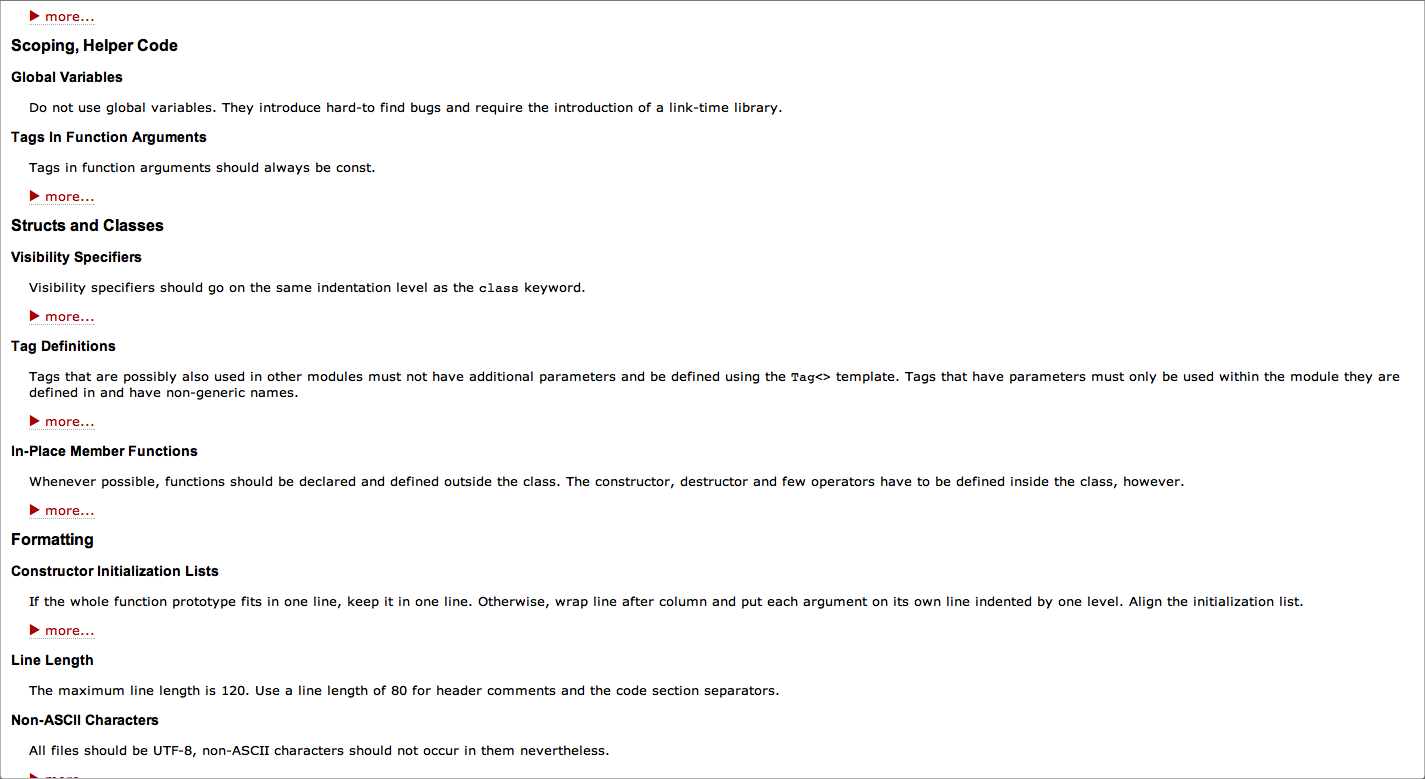 ▶ more...
Scoping, Helper Code
Global Variables
Do not use global variables. They introduce hard-to find bugs and require the introduction of a link-time library.
Tags In Function Arguments
Tags in function arguments should always be const.
▶ more...
Structs and Classes
Visibility Specifiers
Visibility specifiers should go on the same indentation level as the class keyword.
▶ more...
Tag Definitions
Tags that are possibly also used in other modules must not have additional parameters and be defined using the Tag<> template. Tags that have parameters must only be used within the module they are
defined in and have non-generic names.
▶ more...
In-Place Member Functions
Whenever possible, functions should be declared and defined outside the class. The constructor, destructor and few operators have to be defined inside the class, however.
▶ more...
Formatting
Constructor Initialization Lists
If the whole function prototype fits in one line, keep it in one line. Otherwise, wrap line after column and put each argument on its own line indented by one level. Align the initialization list.
▶ more...
Line Length
The maximum line length is 120. Use a line length of 80 for header comments and the code section separators.
Non-ASCII Characters
All files should be UTF-8, non-ASCII characters should not occur in them nevertheless.